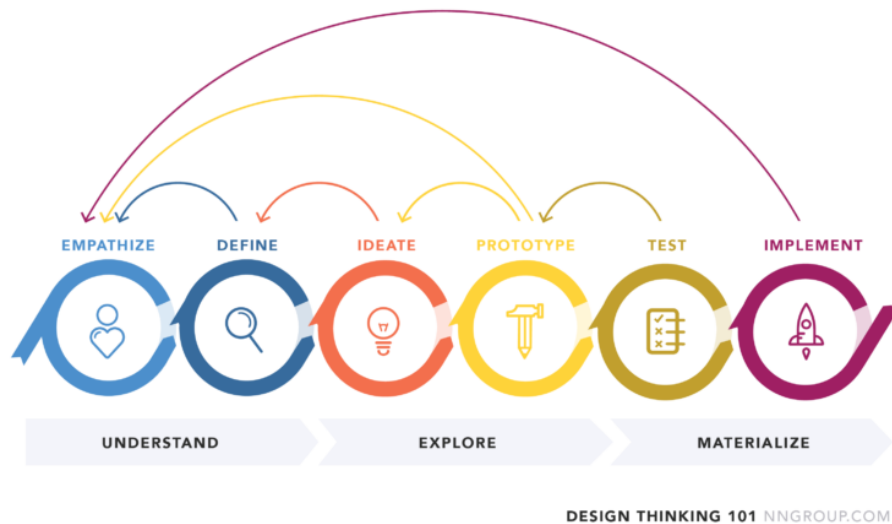 EMPATHIZE DEFINE IDEATE PROTOTYPE TEST IMPLEMENT
UNDERSTAND EXPLORE MATERIALIZE
DESIGN THINKING 101 NNGROUP.COM